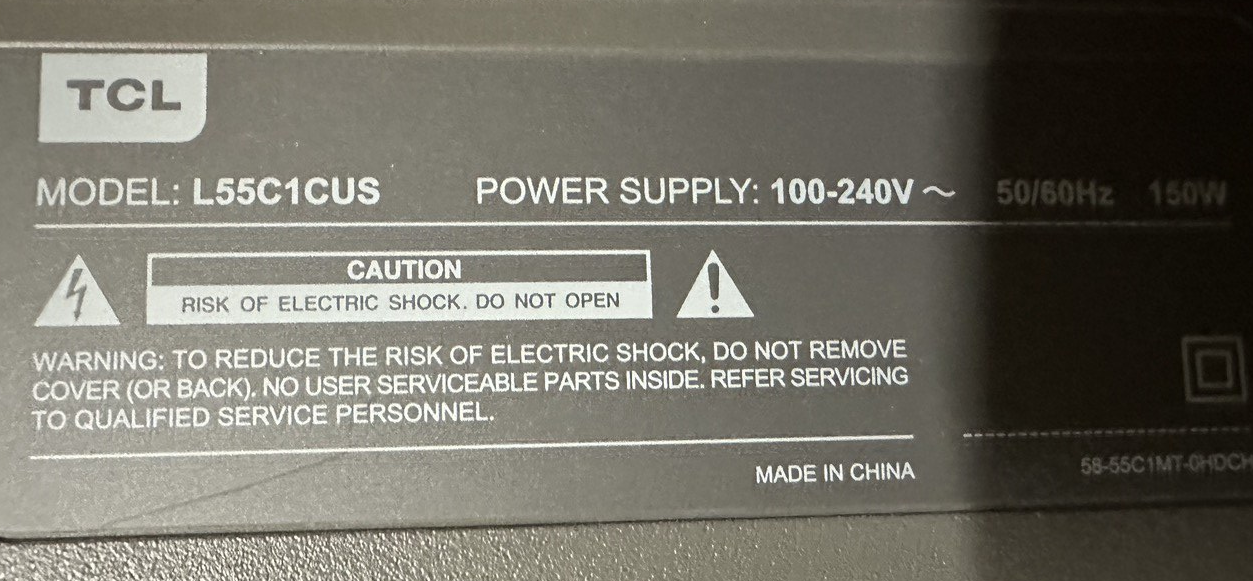 TCL
MODEL: L55C1CUS POWER SUPPLY: 100-240V ~ 50/60Hz 150W
CAUTION
RISK OF ELECTRIC SHOCK. DO NOT OPEN
WARNING: TO REDUCE THE RISK OF ELECTRIC SHOCK, DO NOT REMOVE
COVER (OR BACK). NO USER SERVICEABLE PARTS INSIDE. REFER SERVICING
TO QUALIFIED SERVICE PERSONNEL.
MADE IN CHINA